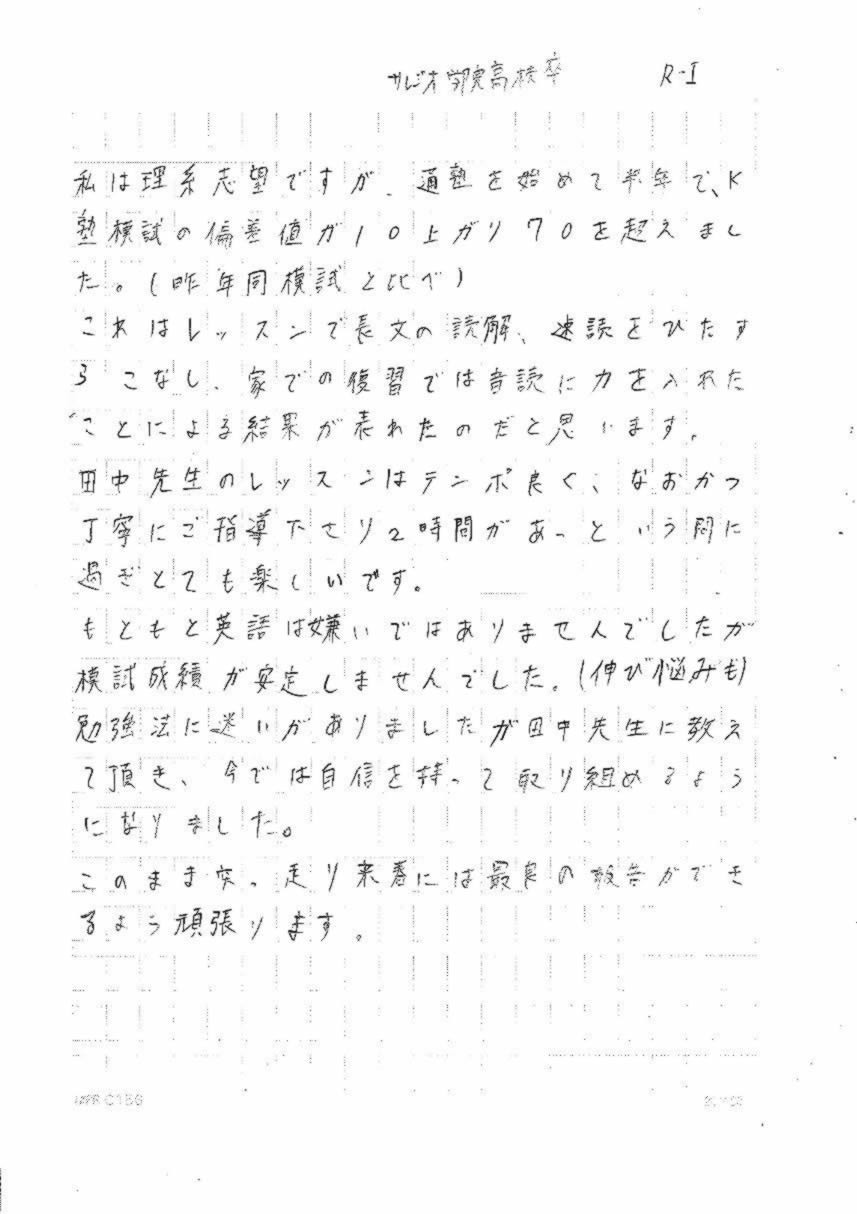 サレジオ学院高校卒 R-I
私は理系志望ですが、通塾を始めて半年で、K
塾模試の偏差値が10上がり70を超えまし
た。(昨年同模試と比べ)
これはレッスンで長文の読解、速読をひたす
らこなし、家での復習では音読に力を入れた
ことによる結果が表れたのだと思います。
田中先生のレッスンはテンポ良く、なおかつ
丁寧にご指導下さり2時間があっという間に
過ぎとても楽しいです。
もともと英語は嫌いではありませんでしたが
模試成績が安定しませんでした。(伸び悩みも)
勉強法に迷いがありましたが田中先生に教え
て頂き、今では自信を持って取り組めるよう
になりました。
このまま突っ走り来春には最良の報告ができ
るよう頑張ります。